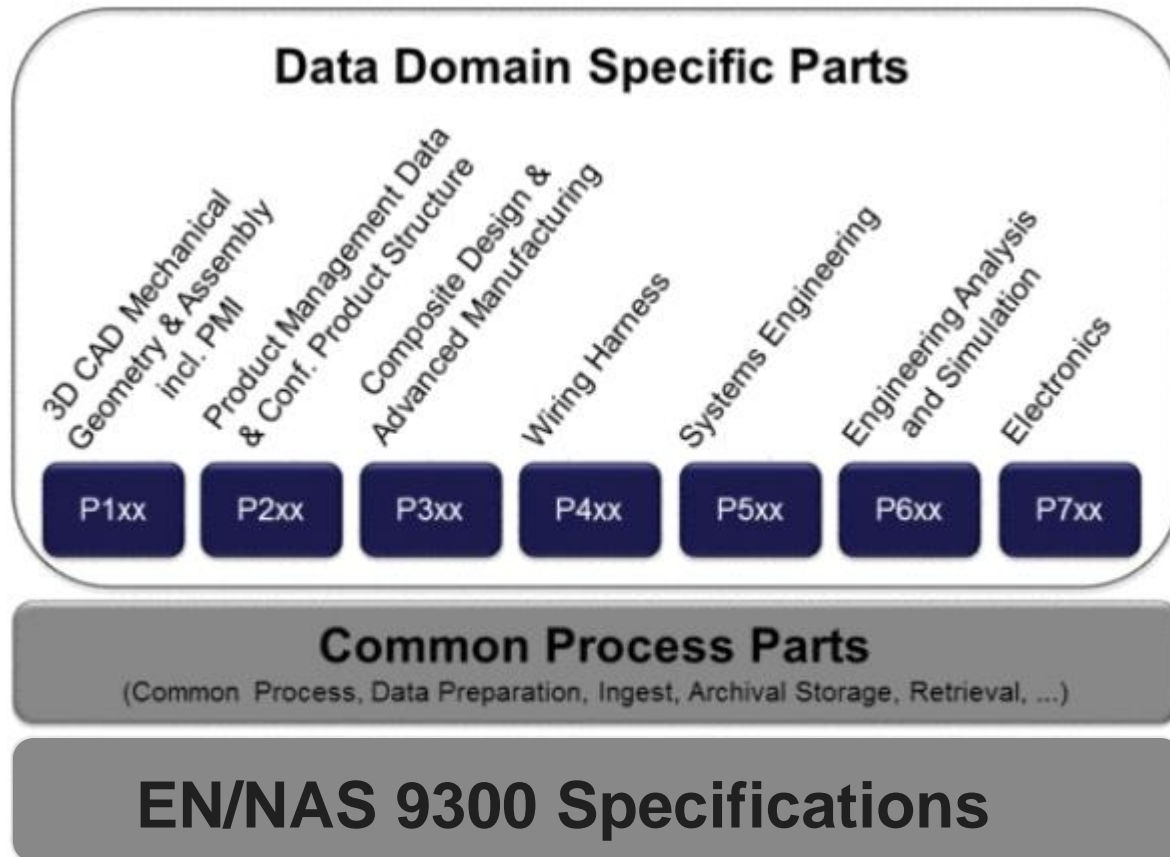 Data Domain Specific Parts
3D CAD Mechanical
Geometry & Assembly
incl. PMI
Product Management Data
& Conf. Product Structure
Composite Design &
Advanced Manufacturing
Wiring Harness
Systems Engineering
Engineering Analysis
and Simulation
Electronics
P1xx
P2xx
P3xx
P4xx
P5xx
P6xx
P7xx
Common Process Parts
(Common Process, Data Preparation, Ingest, Archival Storage, Retrieval, ...)
EN/NAS 9300 Specifications